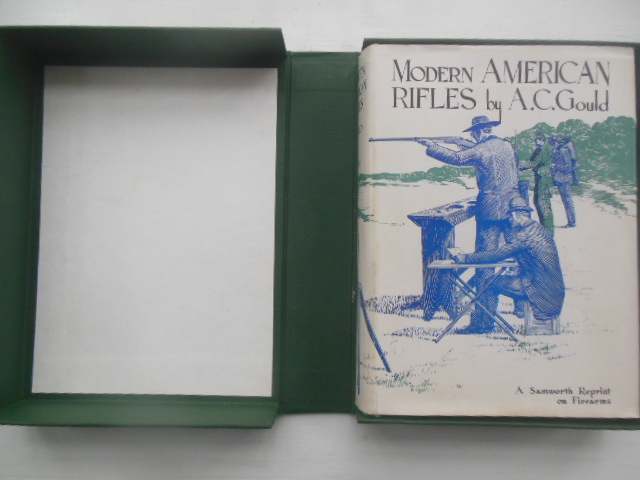 MODERN AMERICAN
RIFLES by A.C. Gould
A Samworth Reprint
on Firearms